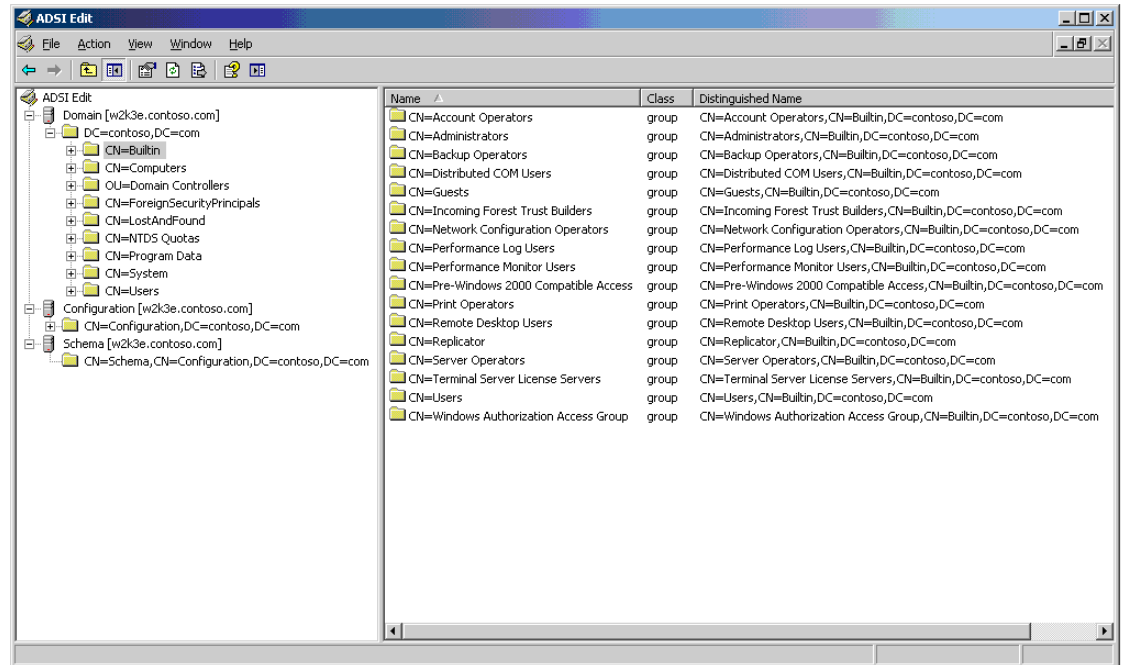 ADSI Edit
File Action View Window Help
ADSI Edit
Domain [w2k3e.contoso.com]
DC=contoso,DC=com
CN=Builtin
CN=Computers
OU=Domain Controllers
CN=ForeignSecurityPrincipals
CN=LostAndFound
CN=NTDS Quotas
CN=Program Data
CN=System
CN=Users
Configuration [w2k3e.contoso.com]
CN=Configuration,DC=contoso,DC=com
Schema [w2k3e.contoso.com]
CN=Schema,CN=Configuration,DC=contoso,DC=com
Name Class Distinguished Name
CN=Account Operators group CN=Account Operators,CN=Builtin,DC=contoso,DC=com
CN=Administrators group CN=Administrators,CN=Builtin,DC=contoso,DC=com
CN=Backup Operators group CN=Backup Operators,CN=Builtin,DC=contoso,DC=com
CN=Distributed COM Users group CN=Distributed COM Users,CN=Builtin,DC=contoso,DC=com
CN=Guests group CN=Guests,CN=Builtin,DC=contoso,DC=com
CN=Incoming Forest Trust Builders group CN=Incoming Forest Trust Builders,CN=Builtin,DC=contoso,DC=com
CN=Network Configuration Operators group CN=Network Configuration Operators,CN=Builtin,DC=contoso,DC=com
CN=Performance Log Users group CN=Performance Log Users,CN=Builtin,DC=contoso,DC=com
CN=Performance Monitor Users group CN=Performance Monitor Users,CN=Builtin,DC=contoso,DC=com
CN=Pre-Windows 2000 Compatible Access group CN=Pre-Windows 2000 Compatible Access,CN=Builtin,DC=contoso,DC=com
CN=Print Operators group CN=Print Operators,CN=Builtin,DC=contoso,DC=com
CN=Remote Desktop Users group CN=Remote Desktop Users,CN=Builtin,DC=contoso,DC=com
CN=Replicator group CN=Replicator,CN=Builtin,DC=contoso,DC=com
CN=Server Operators group CN=Server Operators,CN=Builtin,DC=contoso,DC=com
CN=Terminal Server License Servers group CN=Terminal Server License Servers,CN=Builtin,DC=contoso,DC=com
CN=Users group CN=Users,CN=Builtin,DC=contoso,DC=com
CN=Windows Authorization Access Group group CN=Windows Authorization Access Group,CN=Builtin,DC=contoso,DC=com